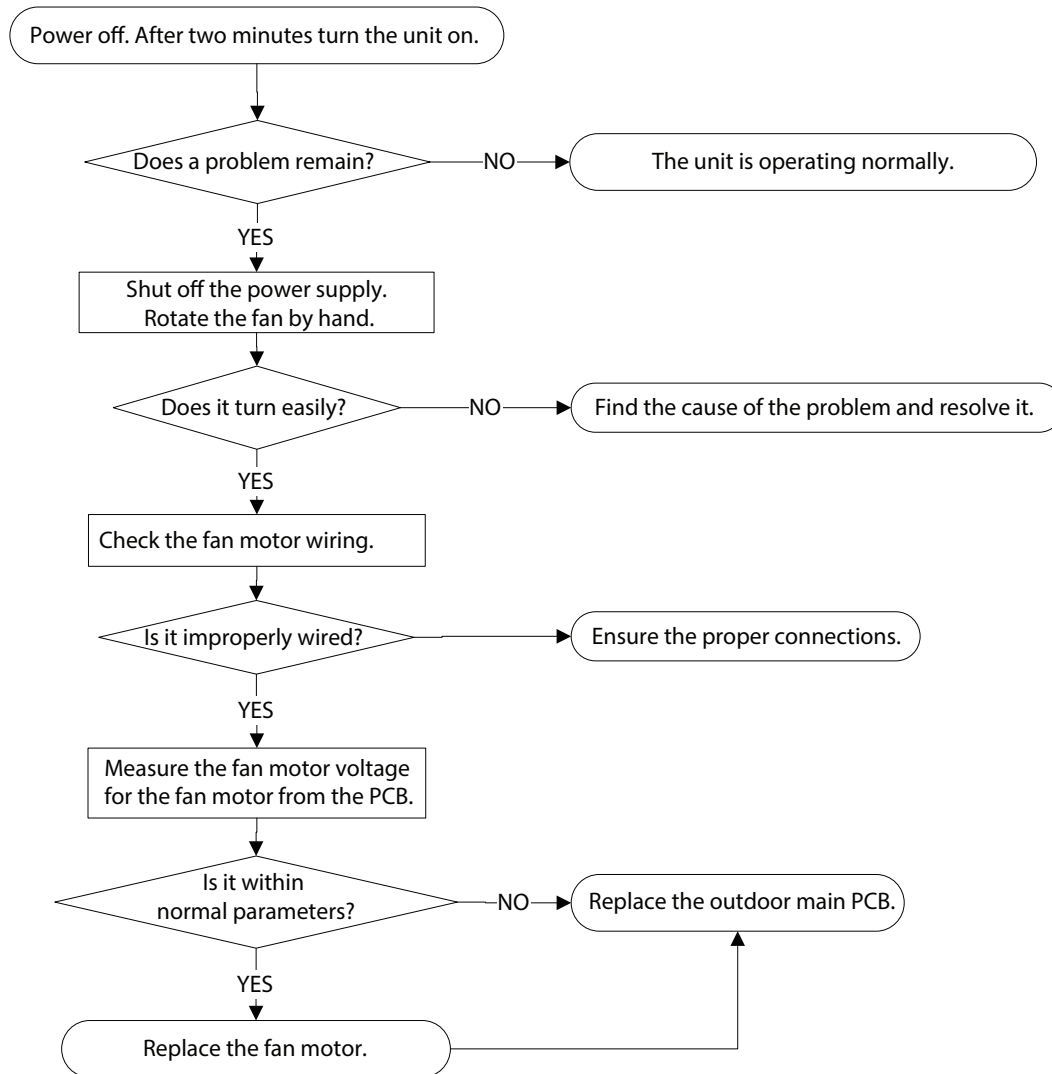 Power off. After two minutes turn the unit on.
Does a problem remain?
NO
The unit is operating normally.
YES
Shut off the power supply.
Rotate the fan by hand.
Does it turn easily?
NO
Find the cause of the problem and resolve it.
YES
Check the fan motor wiring.
Is it improperly wired?
Ensure the proper connections.
YES
Measure the fan motor voltage
for the fan motor from the PCB.
Is it within
normal parameters?
NO
Replace the outdoor main PCB.
YES
Replace the fan motor.